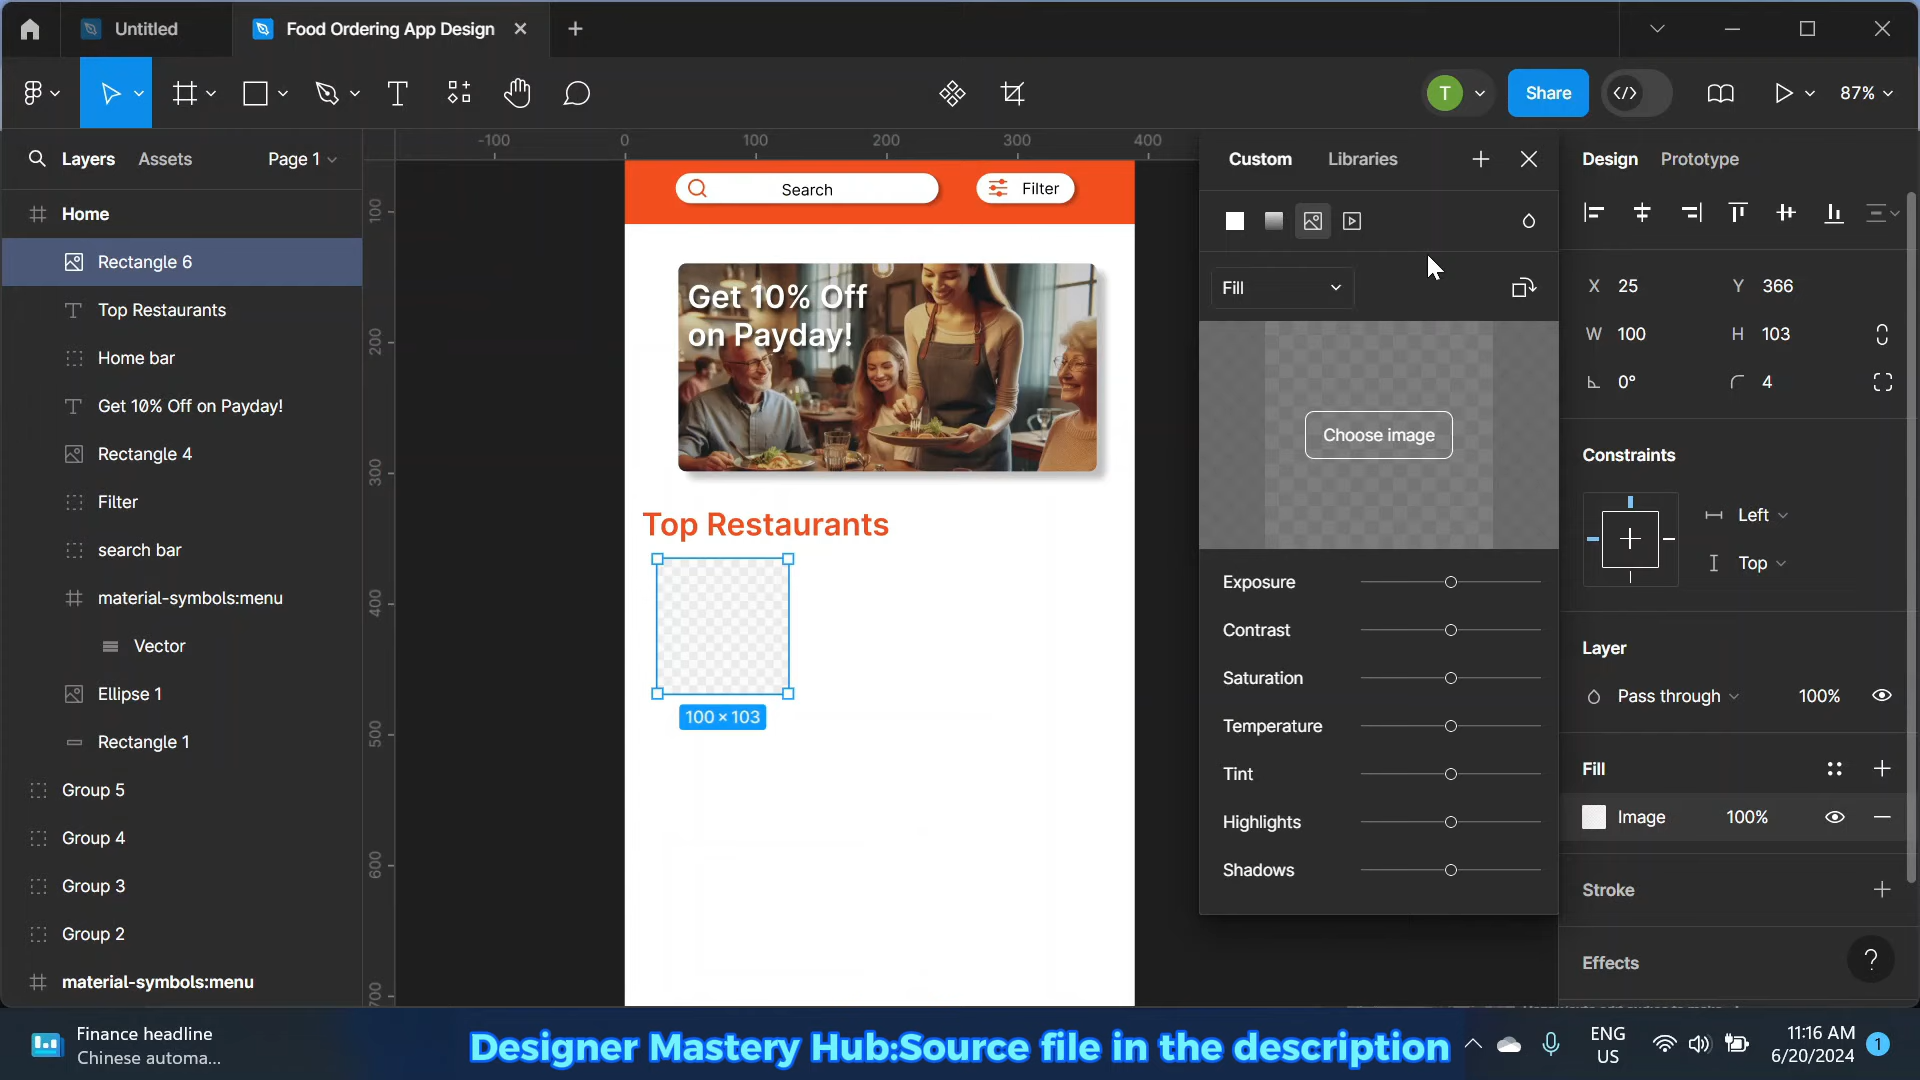 Untitled
Food Ordering App Design
T
Share
87%
Layers
Assets
Page 1
-100
0
100
200
300
400
Custom
Libraries
Design
Prototype
Home
Rectangle 6
Top Restaurants
Home bar
Get 10% Off on Payday!
Rectangle 4
Filter
search bar
material-symbols:menu
Vector
Ellipse 1
Rectangle 1
Group 5
Group 4
Group 3
Group 2
material-symbols:menu
100
200
300
400
500
600
700
Search
Filter
Get 10% Off
on Payday!
Top Restaurants
100 × 103
Fill
Choose image
Exposure
Contrast
Saturation
Temperature
Tint
Highlights
Shadows
X 25
Y 366
W 100
H 103
0°
4
Constraints
Left
Top
Layer
Pass through
100%
Fill
Image
100%
Stroke
Effects
?
Finance headline
Chinese automa...
Designer Mastery Hub:Source file in the description
ENG
US
11:16 AM
6/20/2024
1